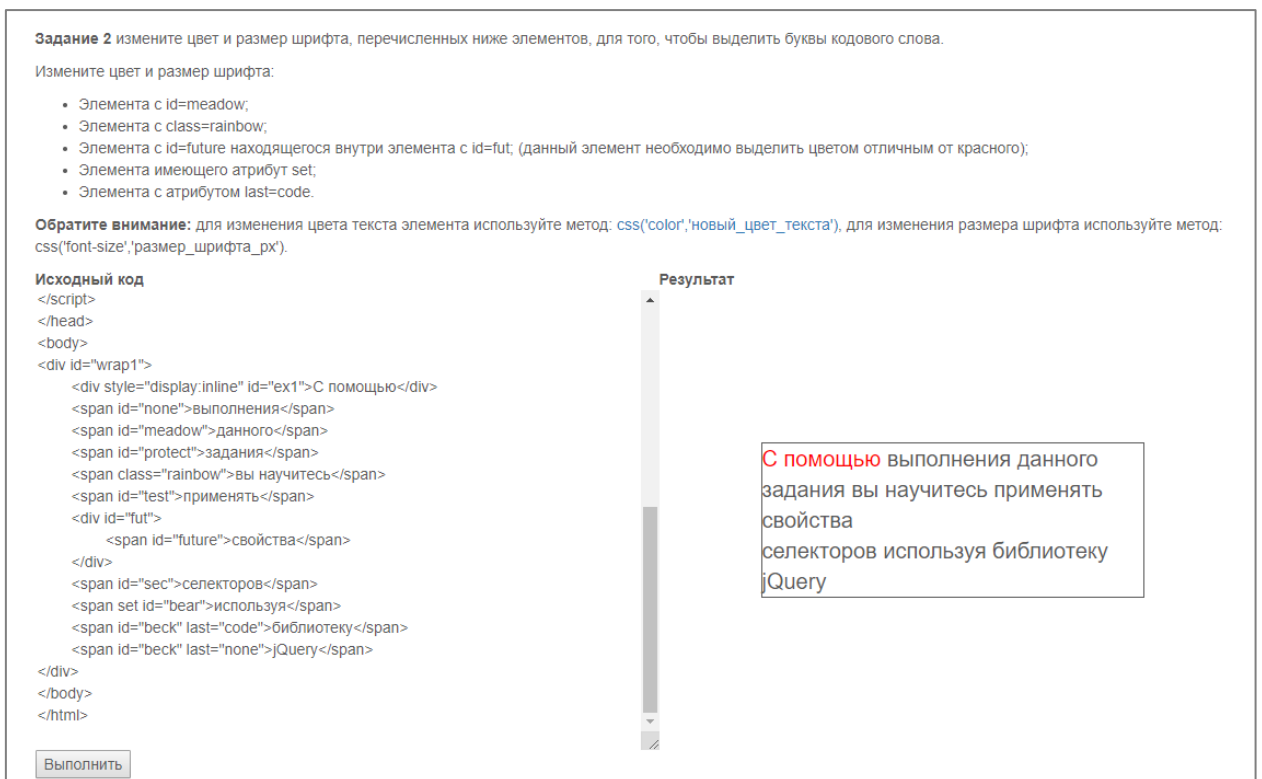 Задание 2 измените цвет и размер шрифта, перечисленных ниже элементов, для того, чтобы выделить буквы кодового слова.
Измените цвет и размер шрифта:
• Элемента с id=meadow;
• Элемента с class=rainbow;
• Элемента с id=future находящегося внутри элемента с id=fut; (данный элемент необходимо выделить цветом отличным от красного);
• Элемента имеющего атрибут set;
• Элемента с атрибутом last=code.
Обратите внимание: для изменения цвета текста элемента используйте метод: css('color','новый_цвет_текста'), для изменения размера шрифта используйте метод:
css('font-size','размер_шрифта_px').
Исходный код
</script>
</head>
<body>
<div id="wrap1">
<div style="display:inline" id="ex1">С помощью</div>
<span id="none">выполнения</span>
<span id="meadow">данного</span>
<span id="protect">задания</span>
<span class="rainbow">вы научитесь</span>
<span id="test">применять</span>
<div id="fut">
<span id="future">свойства</span>
</div>
<span id="sec">селекторов</span>
<span set id="bear">используя</span>
<span id="beck" last="code">библиотеку</span>
<span id="beck" last="none">jQuery</span>
</div>
</body>
</html>
Выполнить
Результат
С помощью выполнения данного
задания вы научитесь применять
свойства
селекторов используя библиотеку
jQuery